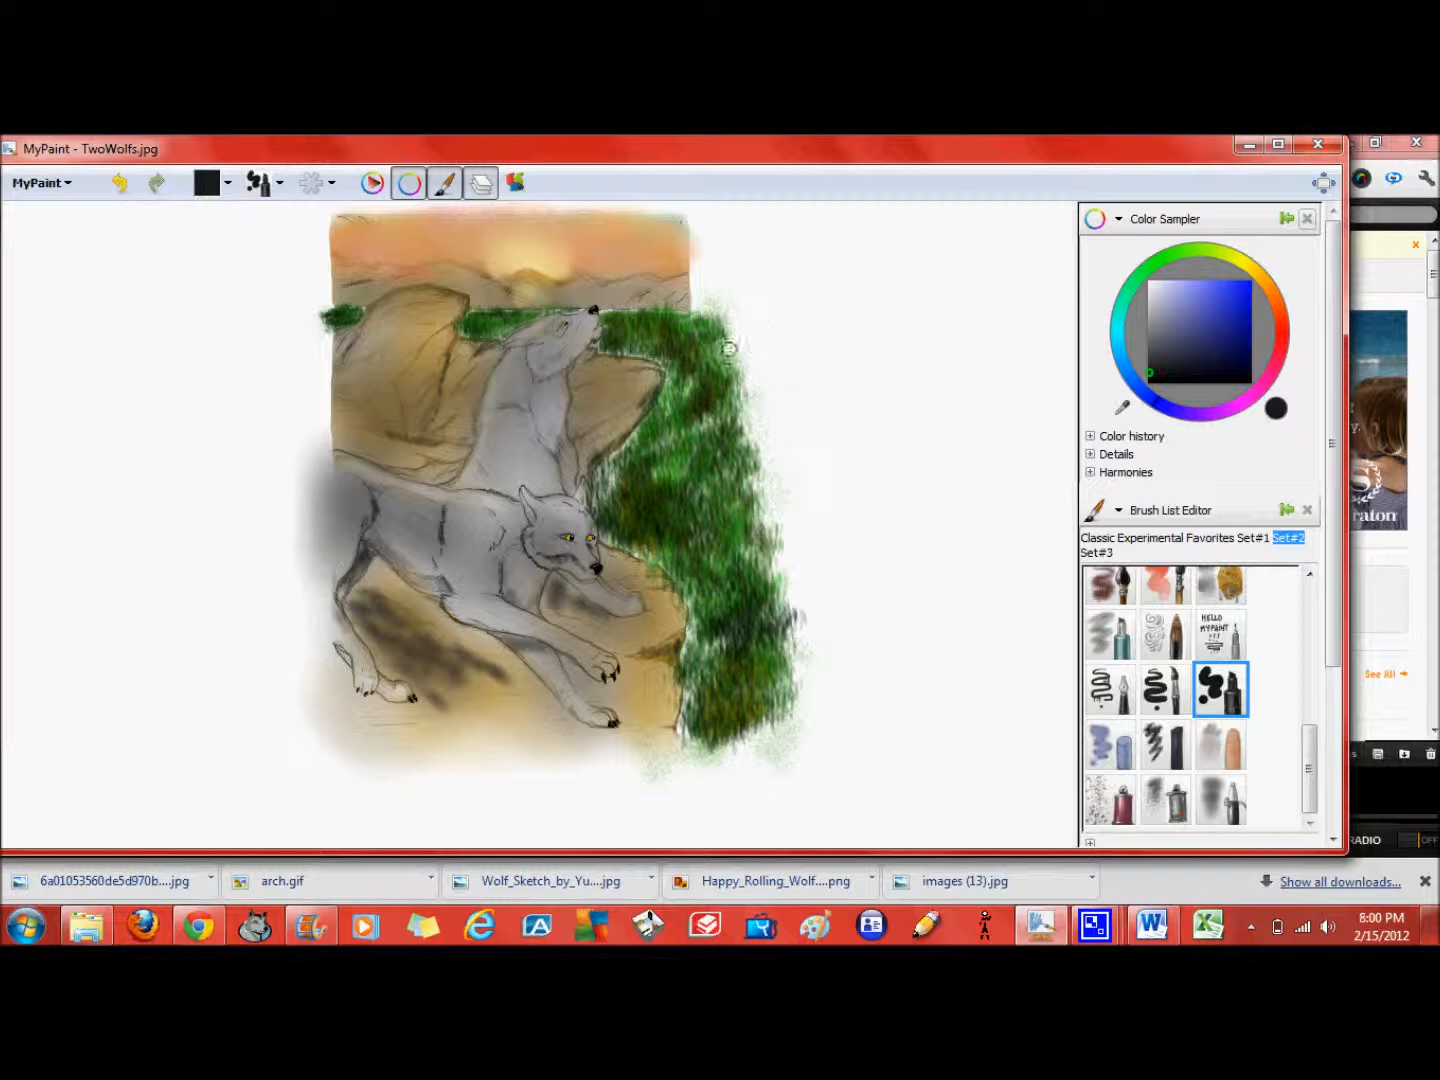 MyPaint - TwoWolfs.jpg
MyPaint
Color Sampler
Color history
Details
Harmonies
Brush List Editor
Classic Experimental Favorites Set#1 Set#2
Set#3
HELLO
MYPAINT
!!!
raton
See All
RADIO
OFF
6a01053560de5d970b....jpg
arch.gif
Wolf_Sketch_by_Yu....jpg
Happy_Rolling_Wolf....png
images (13).jpg
Show all downloads...
8:00 PM
2/15/2012